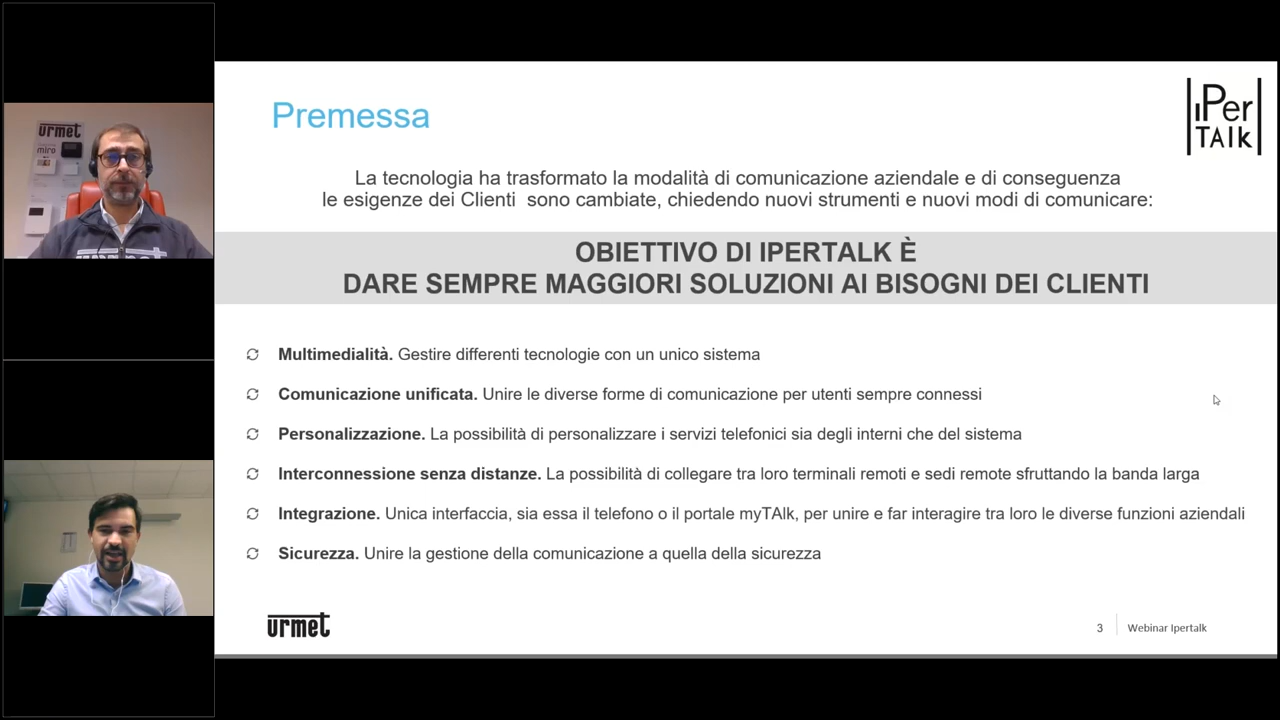 urmet
miro
Premessa
iPer
TAlk
La tecnologia ha trasformato la modalità di comunicazione aziendale e di conseguenza
le esigenze dei Clienti sono cambiate, chiedendo nuovi strumenti e nuovi modi di comunicare:
OBIETTIVO DI IPERTALK È
DARE SEMPRE MAGGIORI SOLUZIONI AI BISOGNI DEI CLIENTI
Multimedialità. Gestire differenti tecnologie con un unico sistema
Comunicazione unificata. Unire le diverse forme di comunicazione per utenti sempre connessi
Personalizzazione. La possibilità di personalizzare i servizi telefonici sia degli interni che del sistema
Interconnessione senza distanze. La possibilità di collegare tra loro terminali remoti e sedi remote sfruttando la banda larga
Integrazione. Unica interfaccia, sia essa il telefono o il portale myTAlk, per unire e far interagire tra loro le diverse funzioni aziendali
Sicurezza. Unire la gestione della comunicazione a quella della sicurezza
urmet
3 Webinar Ipertalk